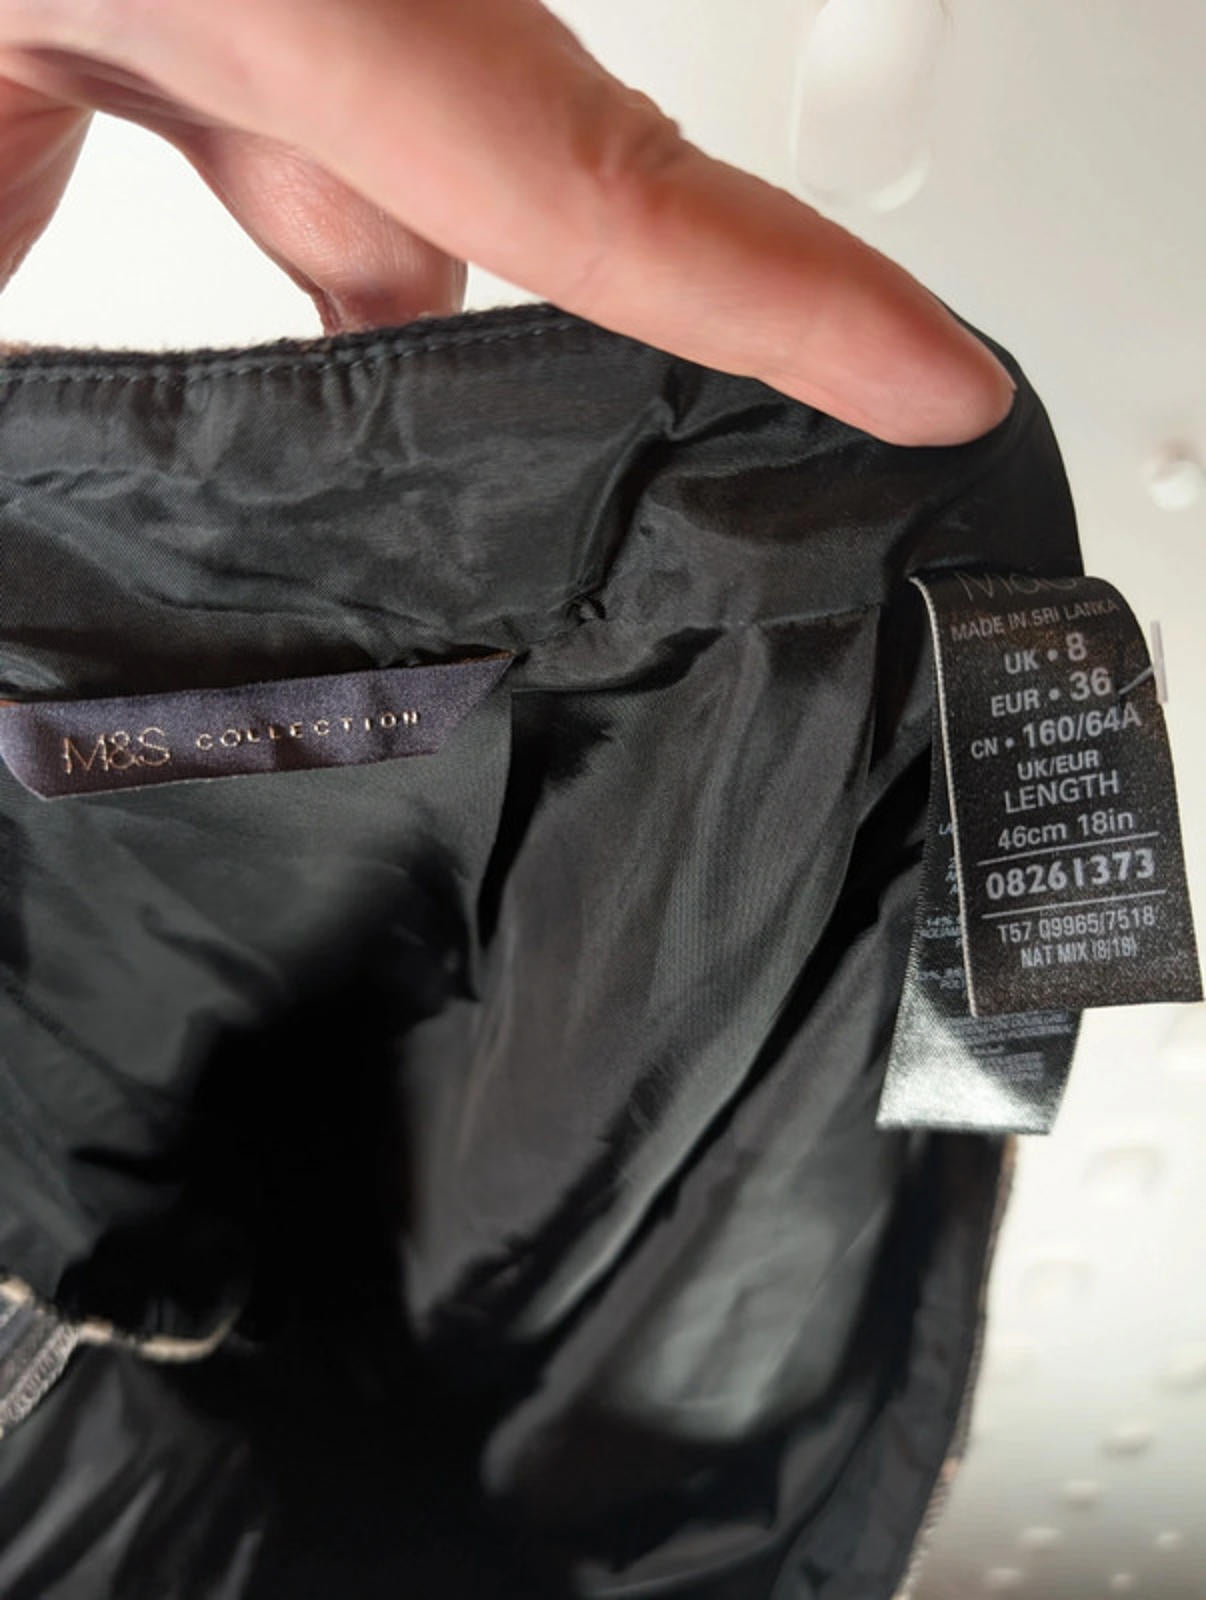 M&S COLLECTION
M&S
MADE IN SRI LANKA
UK • 8
EUR • 36
CN • 160/64A
UK/EUR
LENGTH
46cm 18in
08261373
T57 09965/7518
NAT MIX (8/18)
14%